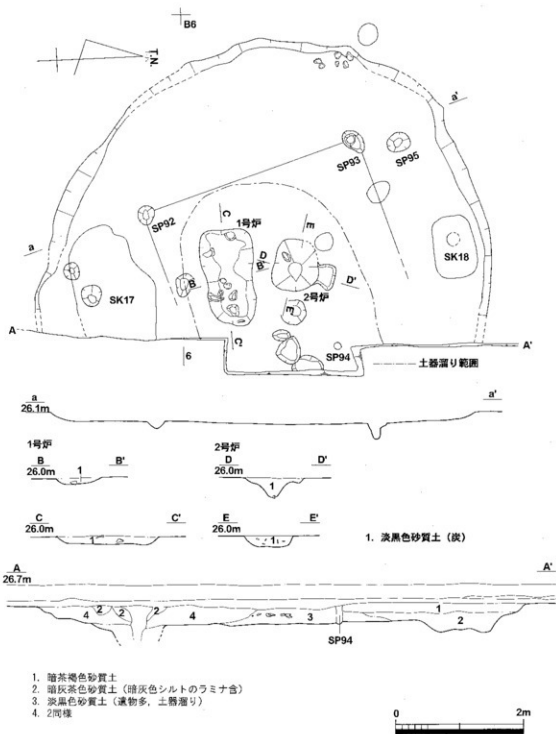 B6
T.N.
a'
SP93
SP95
SP92
C
1号炉
E
D
B'
a
B
D'
SK18
2号炉
SK17
E'
C'
A
6
SP94
A'
土器溜り範囲
a
26.1m
a'
1号炉
2号炉
B
26.0m
B'
1
D
26.0m
D'
1
C
26.0m
C'
1
E
26.0m
E'
1
1. 淡黒色砂質土（炭）
A
26.7m
A'
2 2 2 1
4 4 3 2
SP94
1. 暗茶褐色砂質土
2. 暗灰茶色砂質土（暗灰色シルトのラミナ含）
3. 淡黒色砂質土（遺物多，土器溜り）
4. 2同様
0 2m